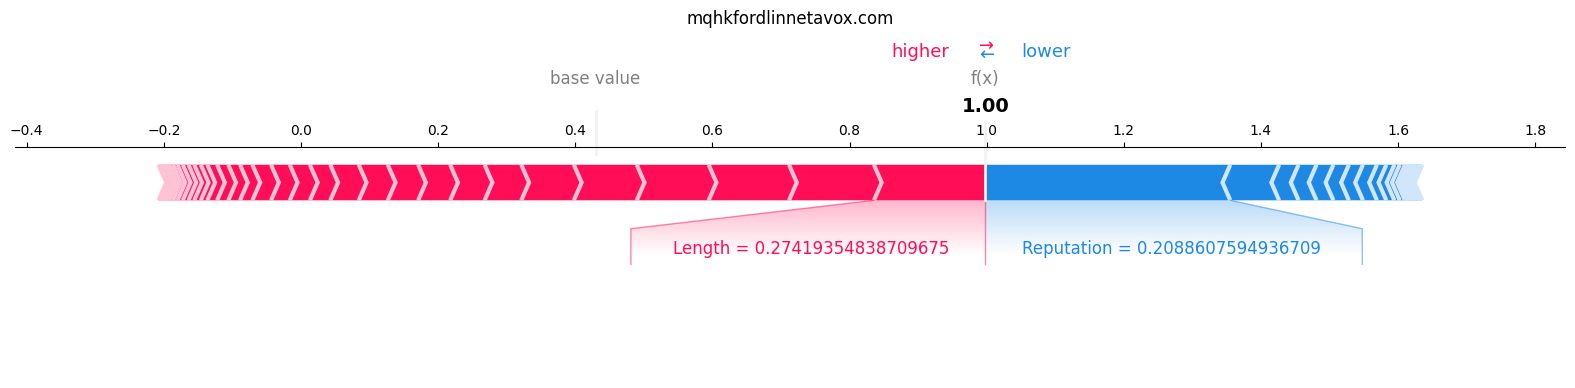 mqhkfordlinnetavox.com
higher → ← lower
base value f(x)
1.00
−0.4 −0.2 0.0 0.2 0.4 0.6 0.8 1.0 1.2 1.4 1.6 1.8
Length = 0.27419354838709675 Reputation = 0.2088607594936709